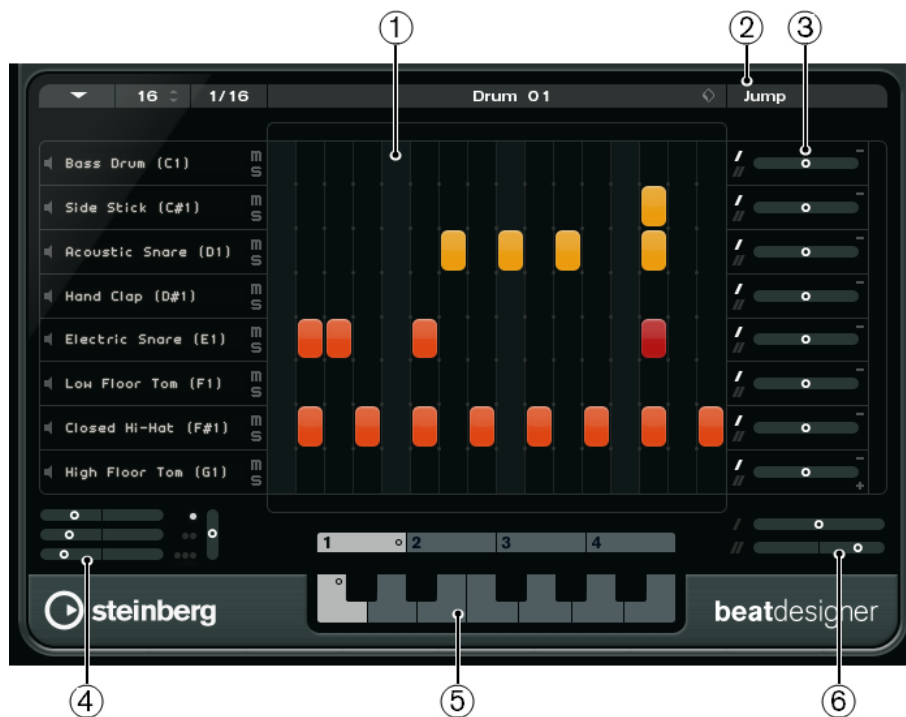 1 2 3
16 1/16 Drum 01 Jump
Bass Drum (C1) m S
Side Stick (C#1) m S
Acoustic Snare (D1) m S
Hand Clap (D#1) m S
Electric Snare (E1) m S
Low Floor Tom (F1) m S
Closed Hi-Hat (F#1) m S
High Floor Tom (G1) m S
1 2 3 4
steinberg beatdesigner
4 5 6